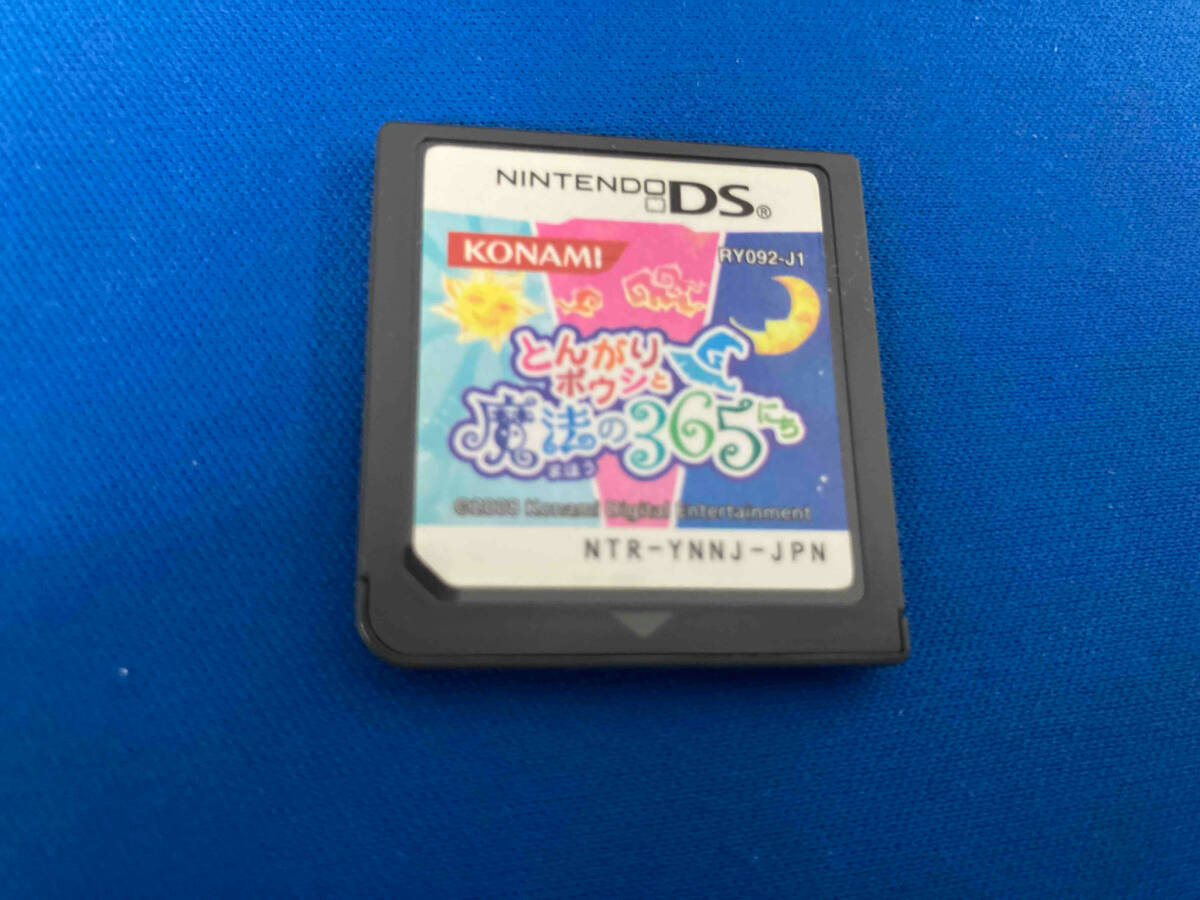 NINTENDO DS®
KONAMI
RY092-J1
とんがり
ボウシと
魔法の365にち
まほう
©2008 Konami Digital Entertainment
NTR-YNNJ-JPN